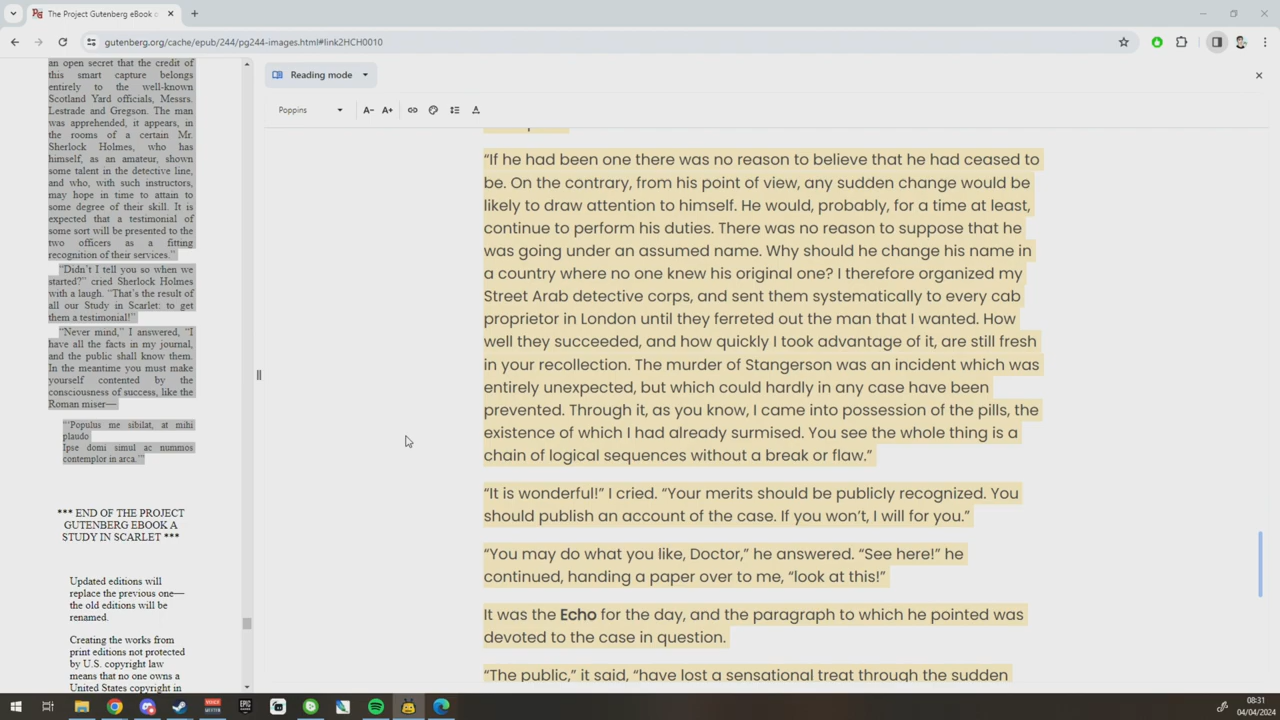 The Project Gutenberg eBook o
gutenberg.org/cache/epub/244/pg244-images.html#link2HCH0010
an open secret that the credit of
this smart capture belongs
entirely to the well-known
Scotland Yard officials, Messrs.
Lestrade and Gregson. The man
was apprehended, it appears, in
the rooms of a certain Mr.
Sherlock Holmes, who has
himself, as an amateur, shown
some talent in the detective line,
and who, with such instructors,
may hope in time to attain to
some degree of their skill. It is
expected that a testimonial of
some sort will be presented to the
two officers as a fitting
recognition of their services.”
“Didn’t I tell you so when we
started?” cried Sherlock Holmes
with a laugh. “That’s the result of
all our Study in Scarlet: to get
them a testimonial!”
“Never mind,” I answered, “I
have all the facts in my journal,
and the public shall know them.
In the meantime you must make
yourself contented by the
consciousness of success, like the
Roman miser—
“‘Populus me sibilat, at mihi
plaudo
Ipse domi simul ac nummos
contemplor in arca.’”
*** END OF THE PROJECT
GUTENBERG EBOOK A
STUDY IN SCARLET ***
Updated editions will
replace the previous one—
the old editions will be
renamed.
Creating the works from
print editions not protected
by U.S. copyright law
means that no one owns a
United States copyright in
Reading mode
Poppins
A− A+
“If he had been one there was no reason to believe that he had ceased to
be. On the contrary, from his point of view, any sudden change would be
likely to draw attention to himself. He would, probably, for a time at least,
continue to perform his duties. There was no reason to suppose that he
was going under an assumed name. Why should he change his name in
a country where no one knew his original one? I therefore organized my
Street Arab detective corps, and sent them systematically to every cab
proprietor in London until they ferreted out the man that I wanted. How
well they succeeded, and how quickly I took advantage of it, are still fresh
in your recollection. The murder of Stangerson was an incident which was
entirely unexpected, but which could hardly in any case have been
prevented. Through it, as you know, I came into possession of the pills, the
existence of which I had already surmised. You see the whole thing is a
chain of logical sequences without a break or flaw.”
“It is wonderful!” I cried. “Your merits should be publicly recognized. You
should publish an account of the case. If you won’t, I will for you.”
“You may do what you like, Doctor,” he answered. “See here!” he
continued, handing a paper over to me, “look at this!”
It was the Echo for the day, and the paragraph to which he pointed was
devoted to the case in question.
“The public,” it said, “have lost a sensational treat through the sudden
08:31
04/04/2024